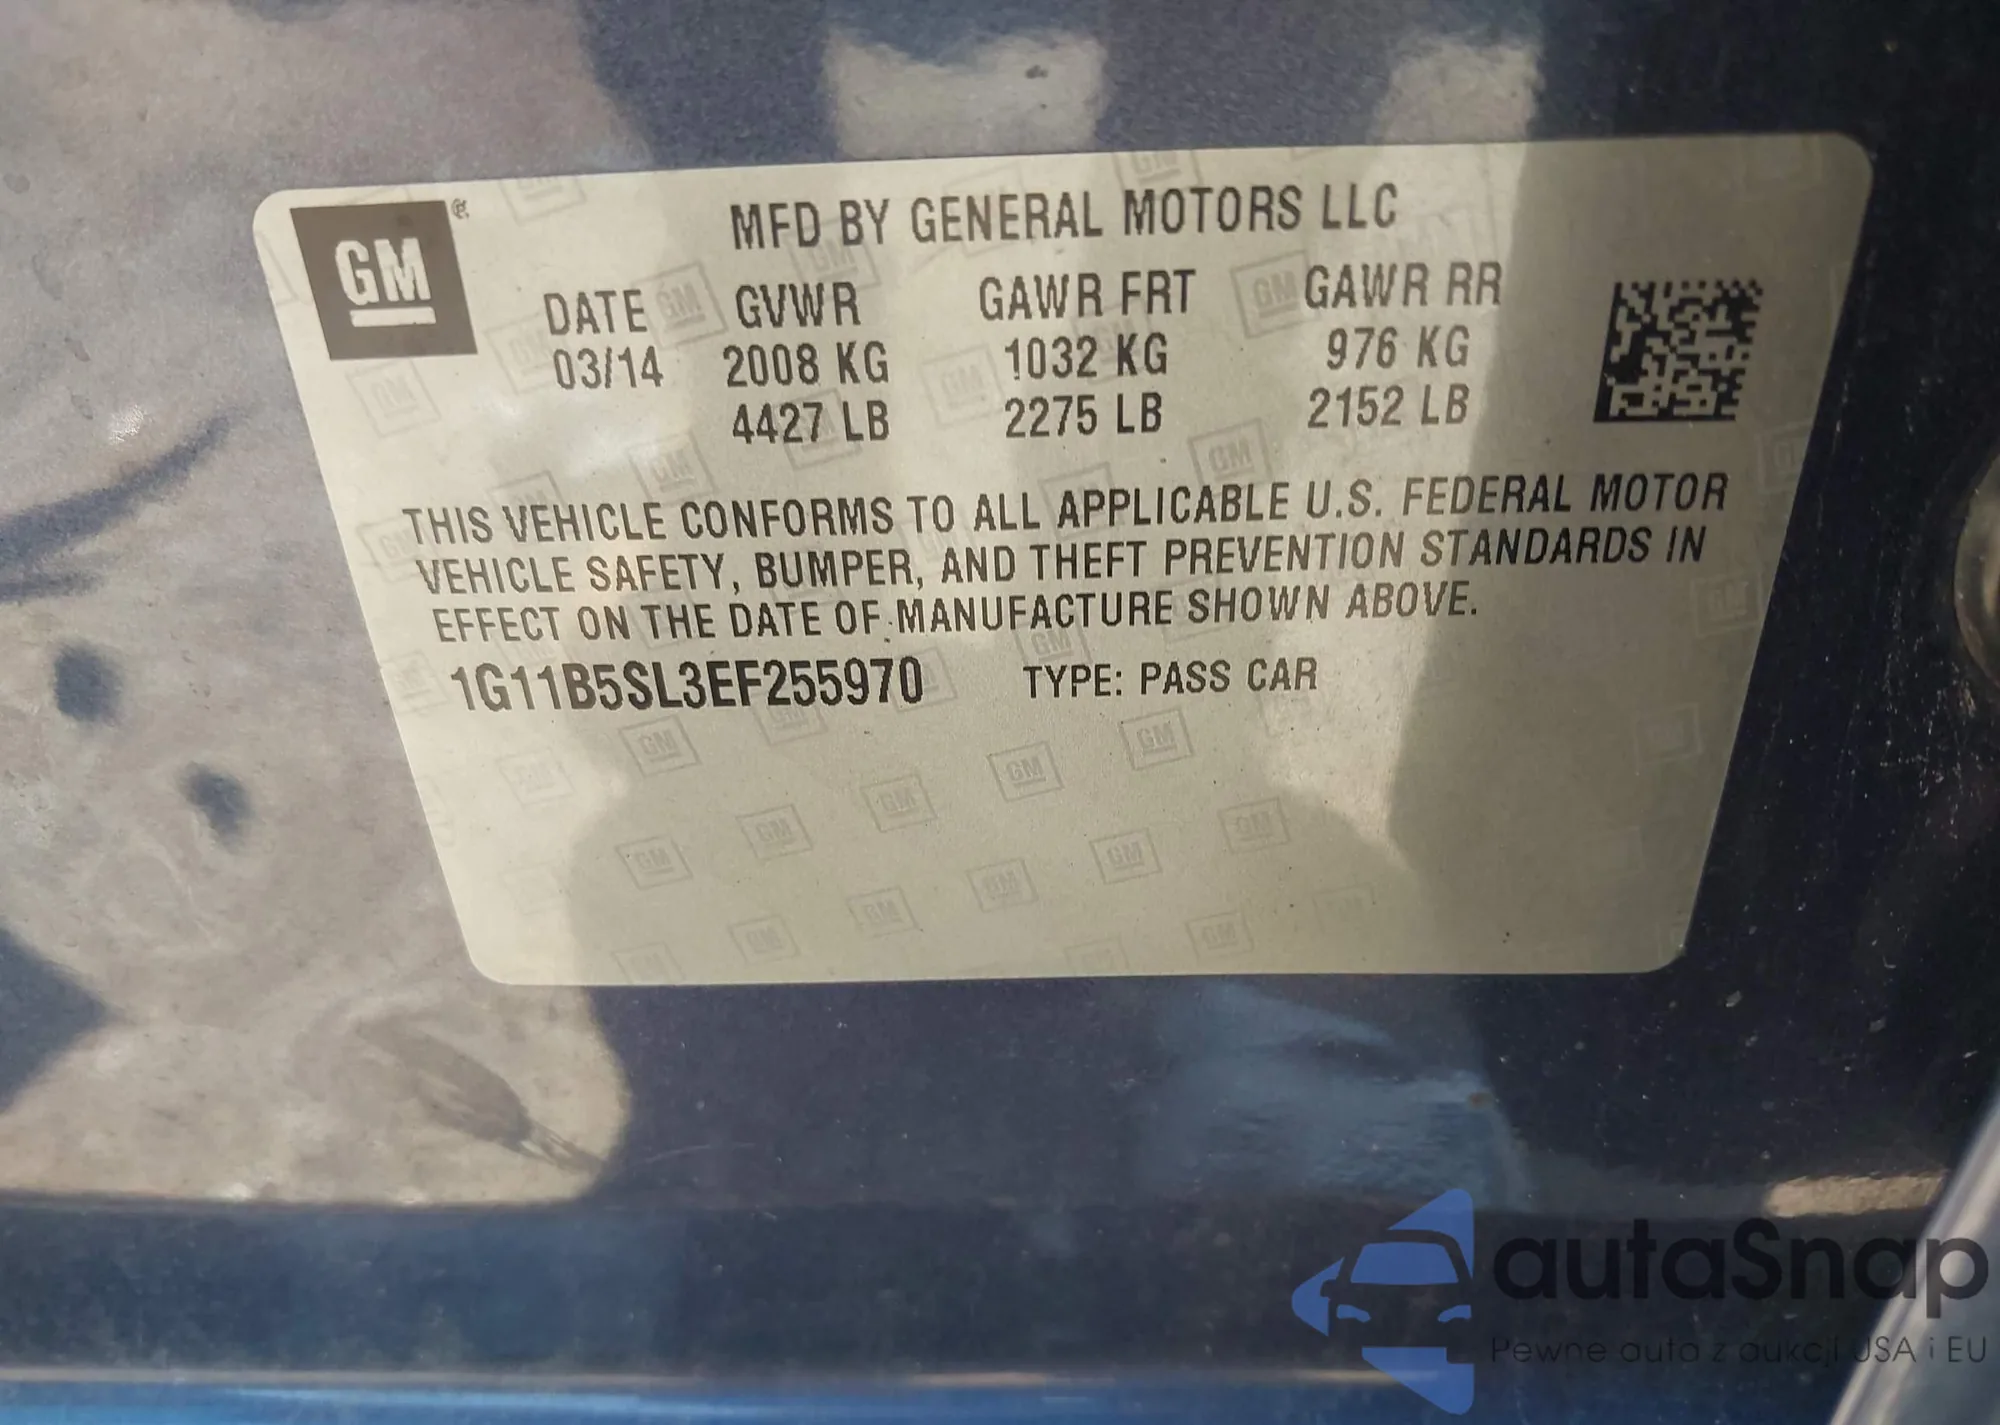 GM
MFD BY GENERAL MOTORS LLC
DATE GVWR GAWR FRT GAWR RR
03/14 2008 KG 1032 KG 976 KG
4427 LB 2275 LB 2152 LB
THIS VEHICLE CONFORMS TO ALL APPLICABLE U.S. FEDERAL MOTOR
VEHICLE SAFETY, BUMPER, AND THEFT PREVENTION STANDARDS IN
EFFECT ON THE DATE OF MANUFACTURE SHOWN ABOVE.
1G11B5SL3EF255970 TYPE: PASS CAR
autaSnap
Pewne auta z aukcji USA i EU